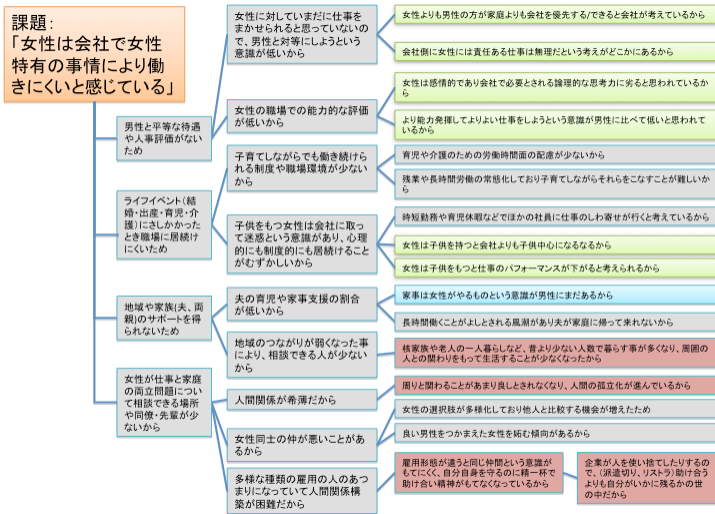 課題：
「女性は会社で女性
特有の事情により働
きにくいと感じている」
男性と平等な待遇
や人事評価がない
ため
女性に対していまだに仕事を
まかせられると思っていないの
で、男性と対等にしようという
意識が低いから
女性よりも男性の方が家庭よりも会社を優先する/できると会社が考えているから
会社側に女性には責任ある仕事は無理だという考えがどこかにあるから
女性の職場での能力的な評価
が低いから
女性は感情的であり会社で必要とされる論理的な思考力に劣ると思われているか
ら
より能力発揮してよりよい仕事をしようという意識が男性に比べて低いと思われ
ているから
ライフイベント（結
婚・出産・育児・介
護）にさしかかった
とき職場に居続け
にくいため
子育てしながらでも働き続けら
れる制度や職場環境が少ない
から
育児や介護のための労働時間面の配慮が少ないから
残業や長時間労働の常態化しており子育てしながらそれらをこなすことが難しいか
ら
子供をもつ女性は会社に取っ
て迷惑という意識があり、心理
的にも制度的にも居続けること
がむずかしいから
時短勤務や育児休暇などでほかの社員に仕事のしわ寄せが行くと考えているから
女性は子供を持つと会社よりも子供中心になるなるから
女性は子供をもつと仕事のパフォーマンスが下がると考えられるから
地域や家族(夫、両
親)のサポートを得
られないため
夫の育児や家事支援の割合
が低いから
家事は女性がやるものという意識が男性にまだあるから
長時間働くことがよしとされる風潮があり夫が家庭に帰って来れないから
地域のつながりが弱くなった事
により、相談できる人が少ない
から
核家族や老人の一人暮らしなど、昔より少ない人数で暮らす事が多くなり、周囲の
人との関わりをもって生活することが少なくなったから
女性が仕事と家庭
の両立問題につい
て相談できる場所
や同僚・先輩が少
ないから
人間関係が希薄だから
周りと関わることがあまり良しとされなくなり、人間の孤立化が進んでいるから
女性同士の仲が悪いことがあ
るから
女性の選択肢が多様化しており他人と比較する機会が増えたため
良い男性をつかまえた女性を妬む傾向があるから
多様な種類の雇用の人のあつ
まりになっていて人間関係構
築が困難だから
雇用形態が違うと同じ仲間という意識が
もてにくく、自分自身を守るのに精一杯で
助け合い精神がもてなくなっているから
企業が人を使い捨てしたりするの
で、（派遣切り、リストラ）助け合う
よりも自分がいかに残るかの世
の中だから